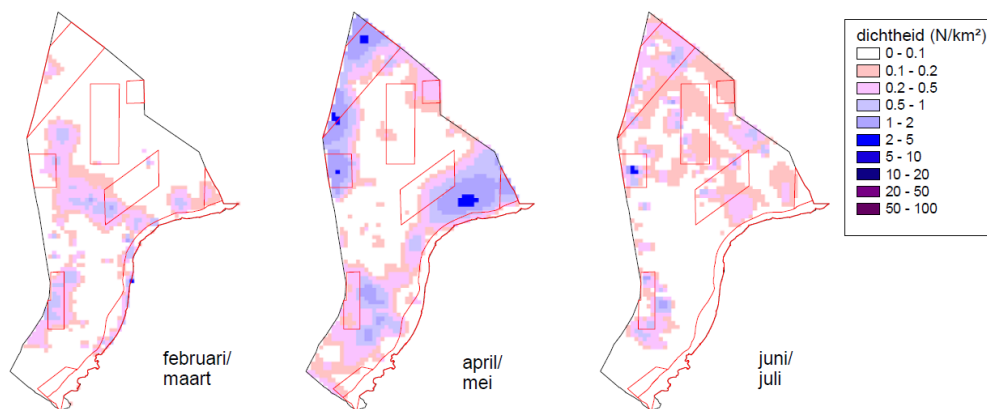 februari/
maart
april/
mei
juni/
juli
dichtheid (N/km²)
0 - 0.1
0.1 - 0.2
0.2 - 0.5
0.5 - 1
1 - 2
2 - 5
5 - 10
10 - 20
20 - 50
50 - 100